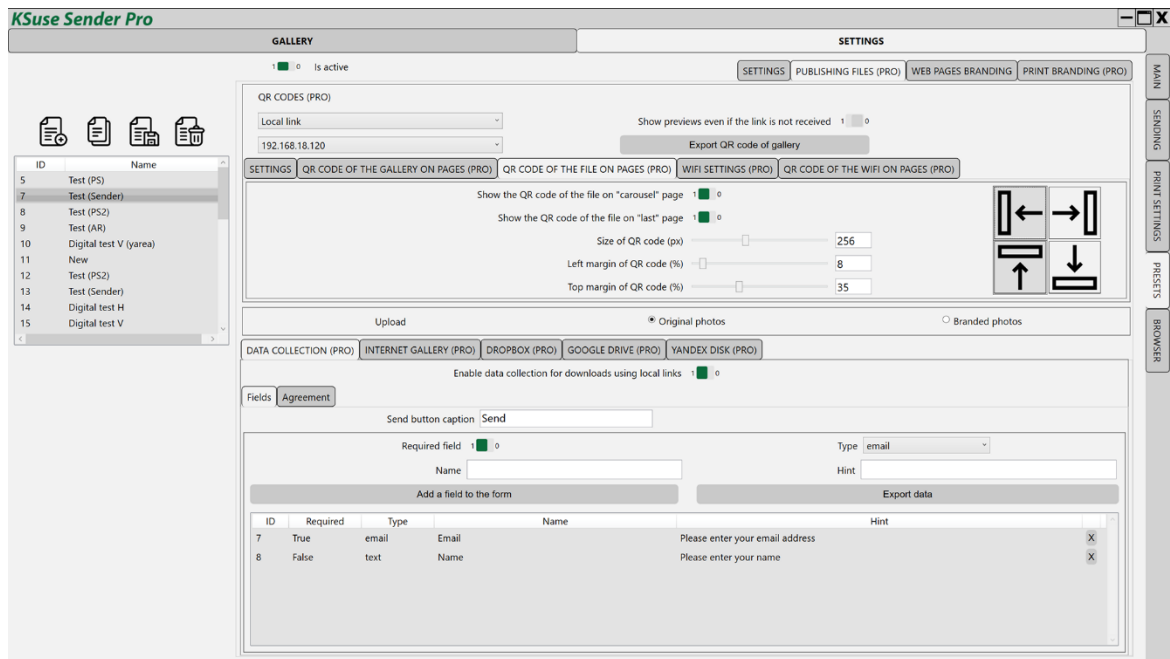 KSuse Sender Pro
GALLERY
SETTINGS
1 0 Is active
SETTINGS PUBLISHING FILES (PRO) WEB PAGES BRANDING PRINT BRANDING (PRO)
MAIN
SENDING
PRINT SETTINGS
PRESETS
BROWSER
ID Name
5 Test (PS)
7 Test (Sender)
8 Test (PS2)
9 Test (AR)
10 Digital test V (yarea)
11 New
12 Test (PS2)
13 Test (Sender)
14 Digital test H
15 Digital test V
QR CODES (PRO)
Local link
Show previews even if the link is not received 1 0
192.168.18.120
Export QR code of gallery
SETTINGS QR CODE OF THE GALLERY ON PAGES (PRO) QR CODE OF THE FILE ON PAGES (PRO) WIFI SETTINGS (PRO) QR CODE OF THE WIFI ON PAGES (PRO)
Show the QR code of the file on "carousel" page 1 0
Show the QR code of the file on "last" page 1 0
Size of QR code (px) 256
Left margin of QR code (%) 8
Top margin of QR code (%) 35
Upload Original photos Branded photos
DATA COLLECTION (PRO) INTERNET GALLERY (PRO) DROPBOX (PRO) GOOGLE DRIVE (PRO) YANDEX DISK (PRO)
Enable data collection for downloads using local links 1 0
Fields Agreement
Send button caption Send
Required field 1 0 Type email
Name Hint
Add a field to the form Export data
ID Required Type Name Hint
7 True email Email Please enter your email address X
8 False text Name Please enter your name X